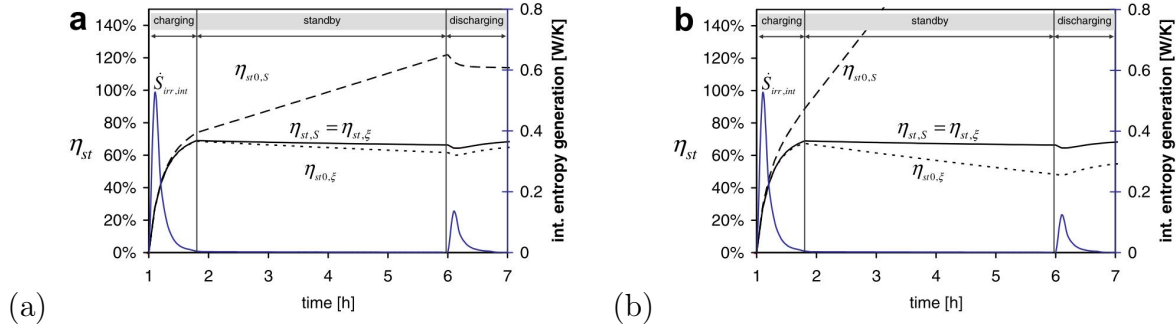 a
charging standby discharging
160%
140%
120%
100%
80%
60%
40%
20%
0%
η_st
0.8
0.6
0.4
0.2
0
int. entropy generation [W/K]
Ṡ_irr,int
η_st0,S
η_st,S = η_st,ξ
η_st0,ξ
1 2 3 4 5 6 7
time [h]
(a)
b
charging standby discharging
160%
140%
120%
100%
80%
60%
40%
20%
0%
η_st
0.8
0.6
0.4
0.2
0
int. entropy generation [W/K]
Ṡ_irr,int
η_st0,S
η_st,S = η_st,ξ
η_st0,ξ
1 2 3 4 5 6 7
time [h]
(b)